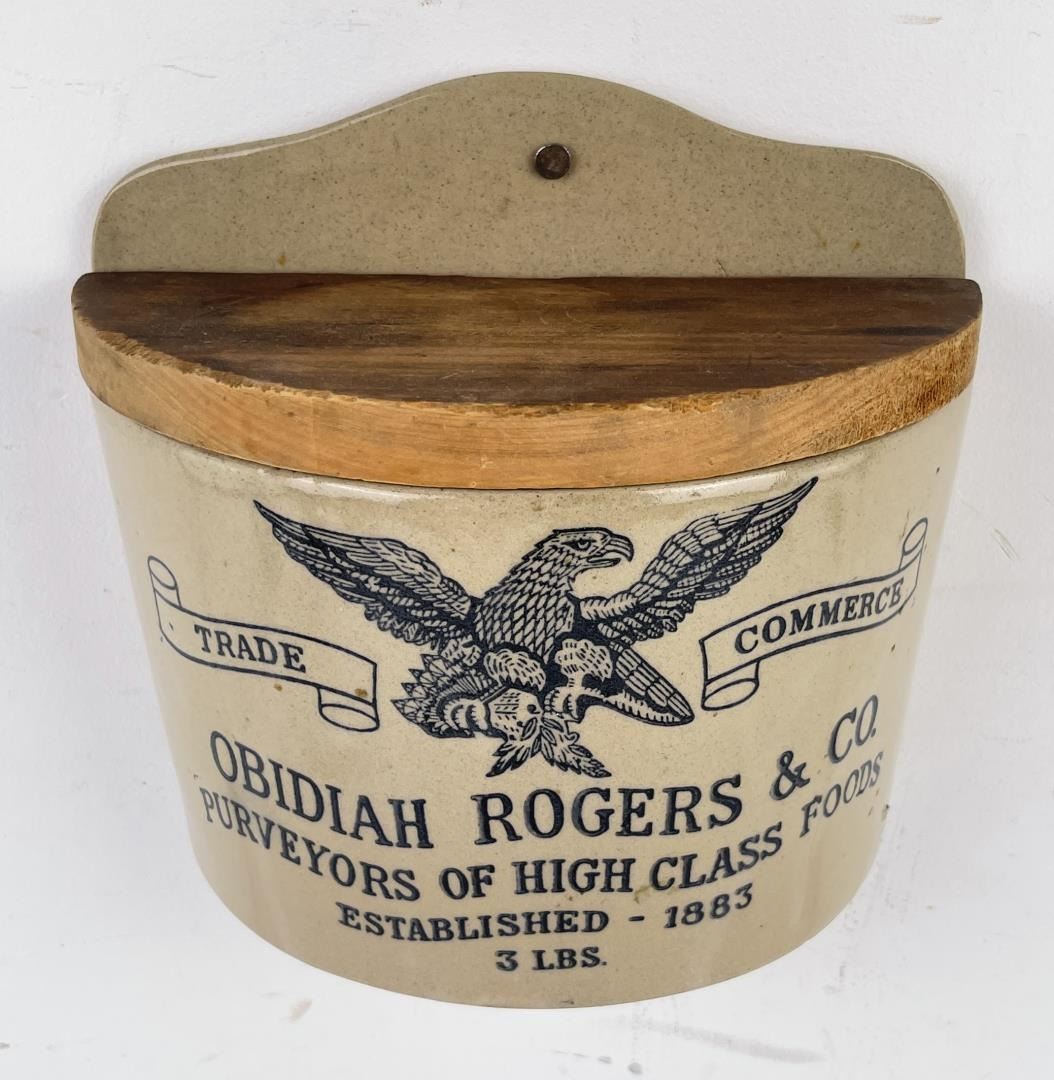 TRADE
COMMERCE
OBIDIAH ROGERS & CO.
PURVEYORS OF HIGH CLASS FOODS
ESTABLISHED - 1883
3 LBS.